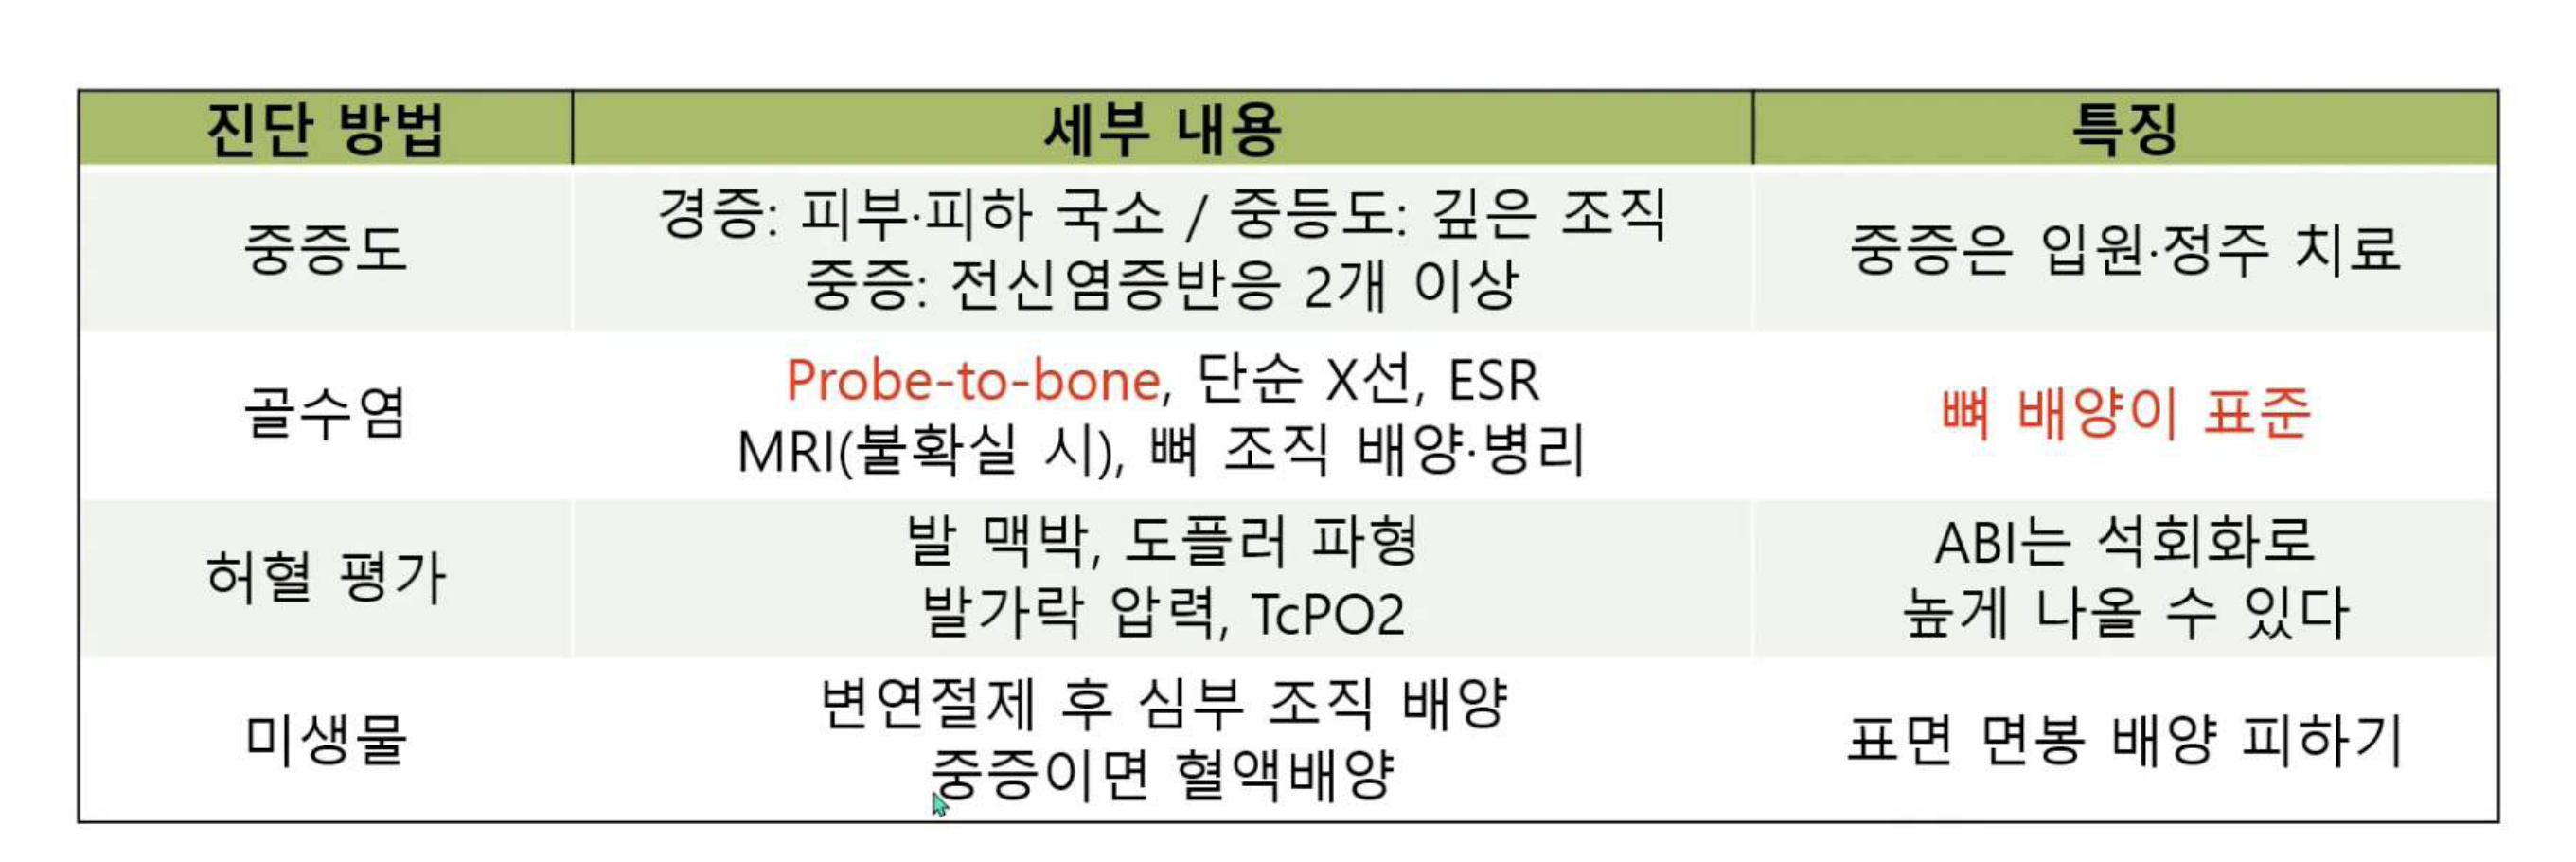 진단 방법 세부 내용 특징
중증도
경증: 피부·피하 국소 / 중등도: 깊은 조직
중증: 전신염증반응 2개 이상
중증은 입원·정주 치료
골수염
Probe-to-bone, 단순 X선, ESR
MRI(불확실 시), 뼈 조직 배양·병리
뼈 배양이 표준
허혈 평가
발 맥박, 도플러 파형
발가락 압력, TcPO2
ABI는 석회화로
높게 나올 수 있다
미생물
변연절제 후 심부 조직 배양
중증이면 혈액배양
표면 면봉 배양 피하기